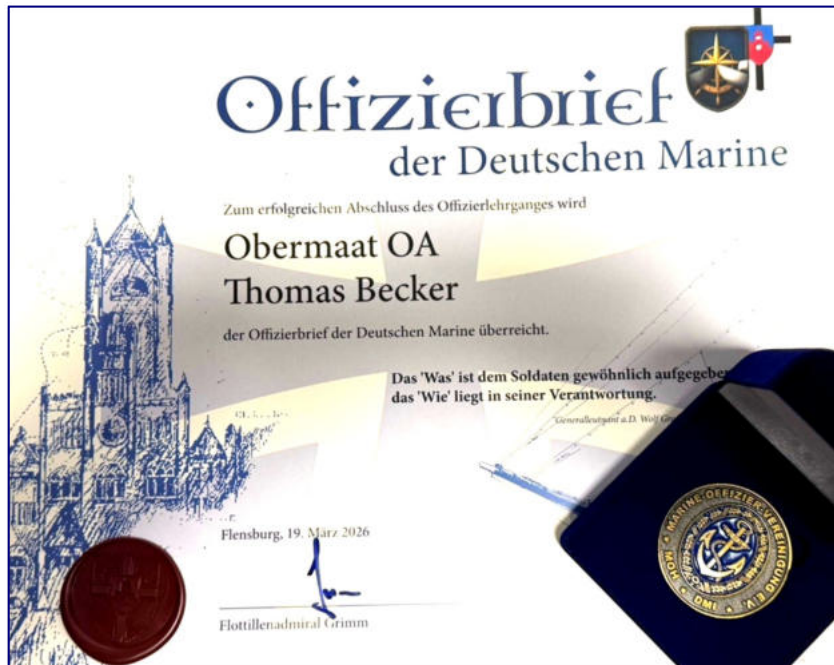 Offizierbrief
der Deutschen Marine
Zum erfolgreichen Abschluss des Offizierlehrganges wird
Obermaat OA
Thomas Becker
der Offizierbrief der Deutschen Marine überreicht.
Das 'Was' ist dem Soldaten gewöhnlich aufgegeben
das 'Wie' liegt in seiner Verantwortung.
Generalleutnant a.D. Wolf
Flensburg, 19. März 2026
Flottillenadmiral Grimm
MARINE-OFFIZIER-VEREINIGUNG E.V.
MOH DMI